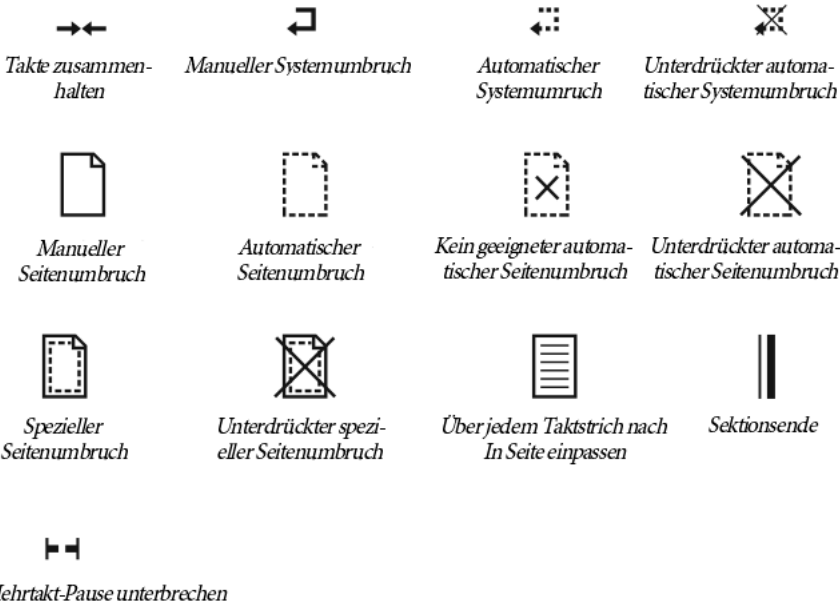 Takte zusammen-
halten
Manueller Systemumbruch
Automatischer
Systemumruch
Unterdrückter automa-
tischer Systemumbruch
Manueller
Seitenumbruch
Automatischer
Seitenumbruch
Kein geeigneter automa-
tischer Seitenumbruch
Unterdrückter automa-
tischer Seitenumbruch
Spezieller
Seitenumbruch
Unterdrückter spezi-
eller Seitenumbruch
Über jedem Taktstrich nach
In Seite einpassen
Sektionsende
Mehrtakt-Pause unterbrechen